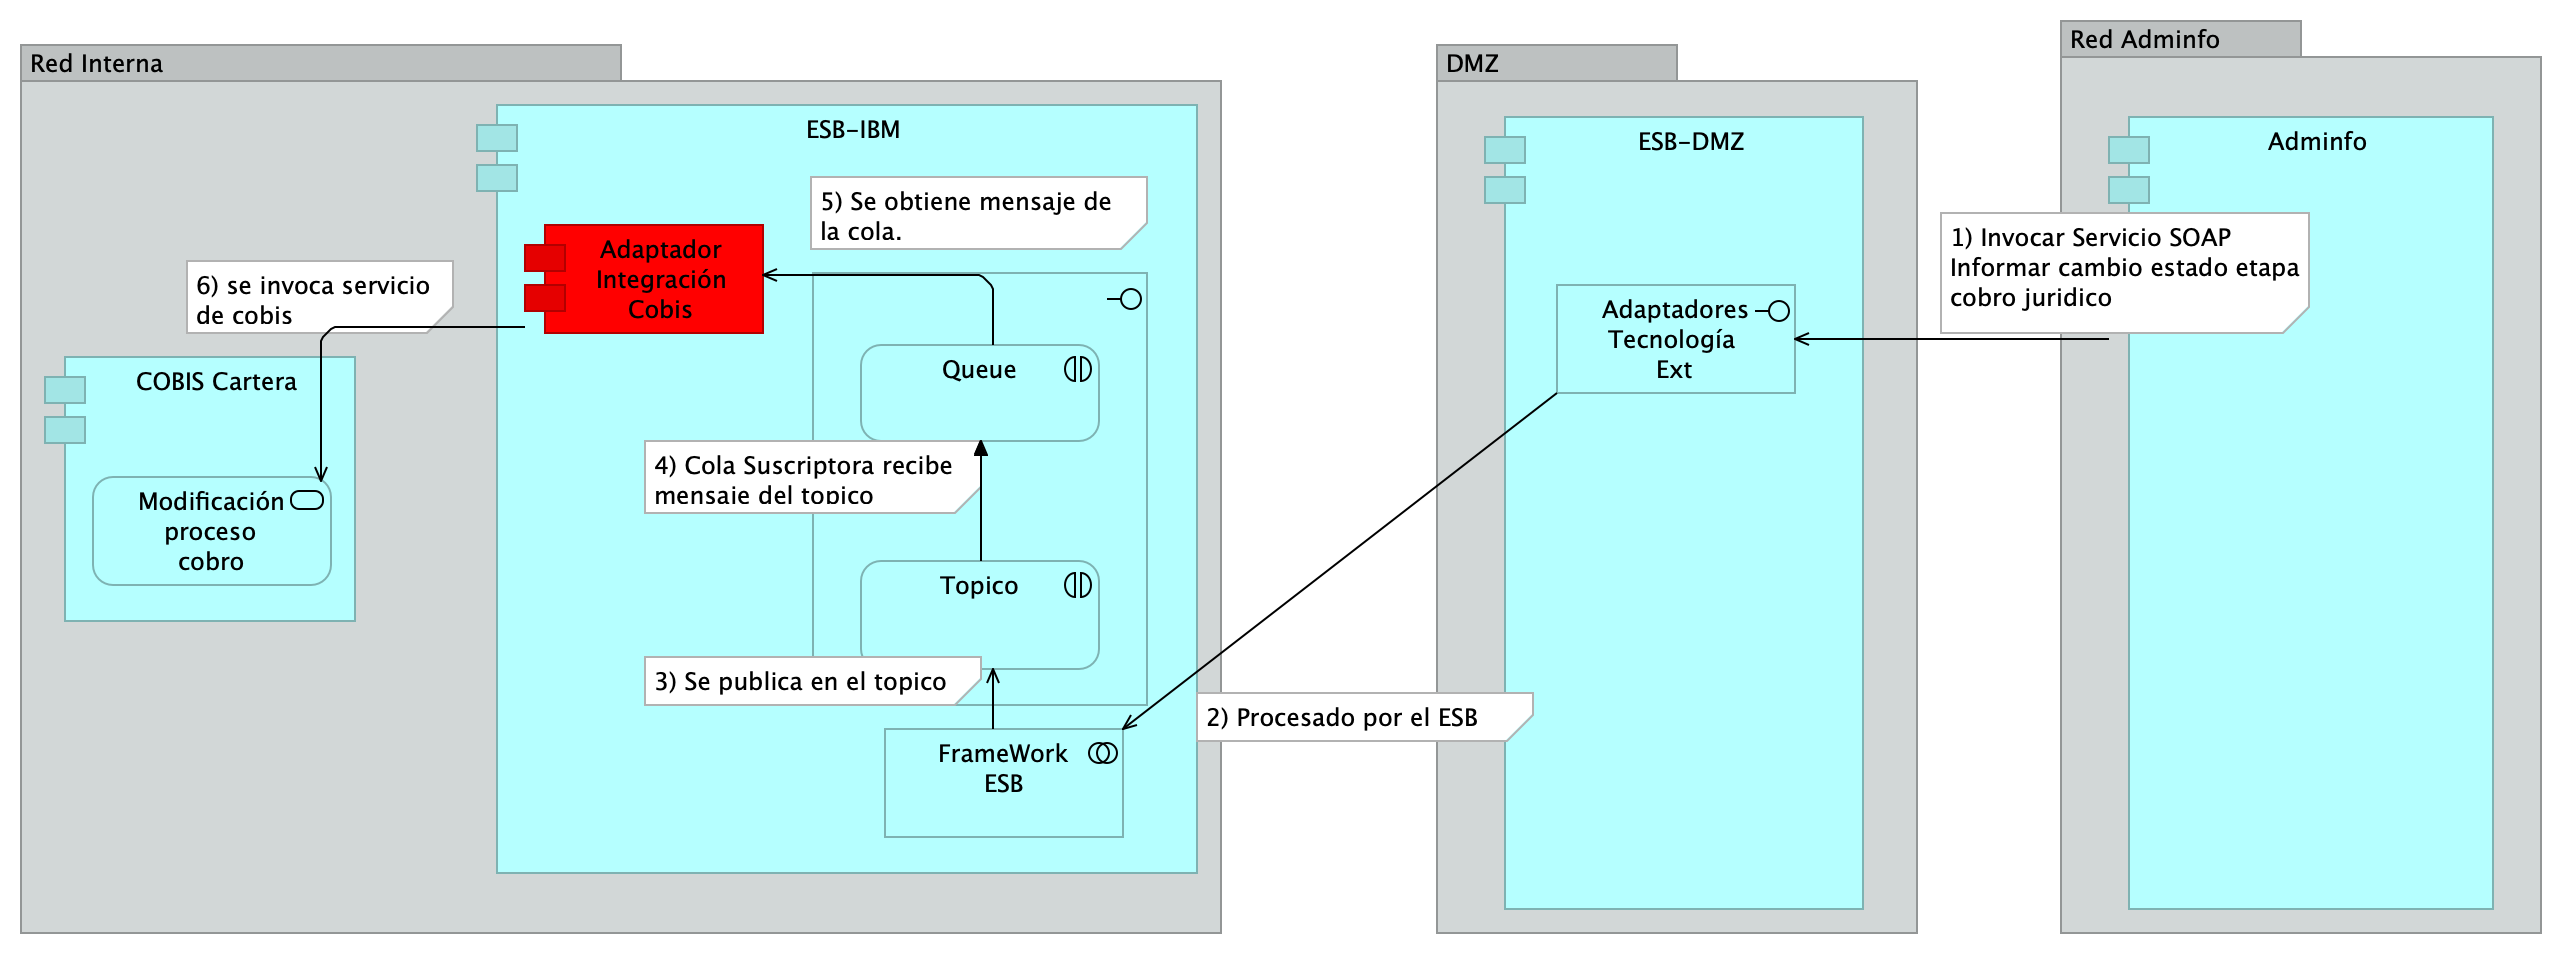 Red Interna
ESB-IBM
5) Se obtiene mensaje de
la cola.
Adaptador
Integración
Cobis
6) se invoca servicio
de cobis
COBIS Cartera
Modificación
proceso
cobro
Queue
4) Cola Suscriptora recibe
mensaje del topico
Topico
3) Se publica en el topico
FrameWork
ESB
2) Procesado por el ESB
DMZ
ESB-DMZ
Adaptadores
Tecnología
Ext
Red Adminfo
Adminfo
1) Invocar Servicio SOAP
Informar cambio estado etapa
cobro juridico